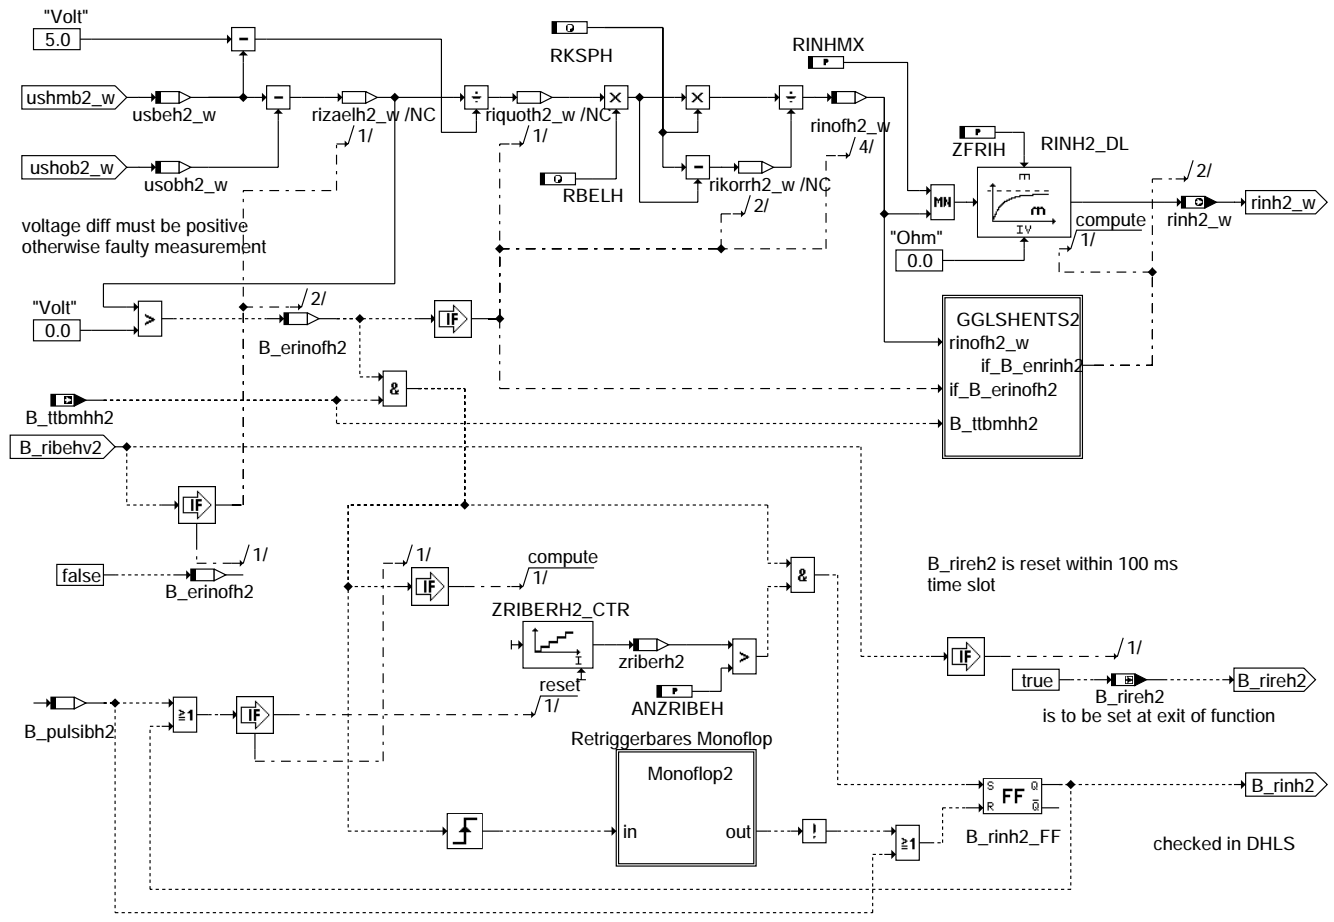 "Volt"
5.0
RKSPH
RINHMX
ushmb2_w
usbeh2_w
rizaelh2_w /NC
riquoth2_w /NC
rinofh2_w
1/
1/
4/
ZFRIH
RINH2_DL
ushob2_w
usobh2_w
RBELH
rikorrh2_w /NC
2/
MN
2/
rinh2_w
rinh2_w
voltage diff must be positive
otherwise faulty measurement
compute
1/
"Ohm"
0.0
"Volt"
0.0
>
2/
B_erinofh2
IF
GGLSHENTS2
rinofh2_w
if_B_enrinh2
if_B_erinofh2
B_ttbmhh2
&
B_ttbmhh2
B_ribehv2
IF
1/
false
B_erinofh2
1/
IF
compute
1/
&
B_rireh2 is reset within 100 ms
time slot
ZRIBERH2_CTR
zriberh2
>
reset
1/
ANZRIBEH
IF
1/
true
B_rireh2
B_rireh2
is to be set at exit of function
B_pulsibh2
≥1
IF
Retriggerbares Monoflop
Monoflop2
in
out
!
≥1
S
Q
FF
R
Q̅
B_rinh2_FF
B_rinh2
checked in DHLS